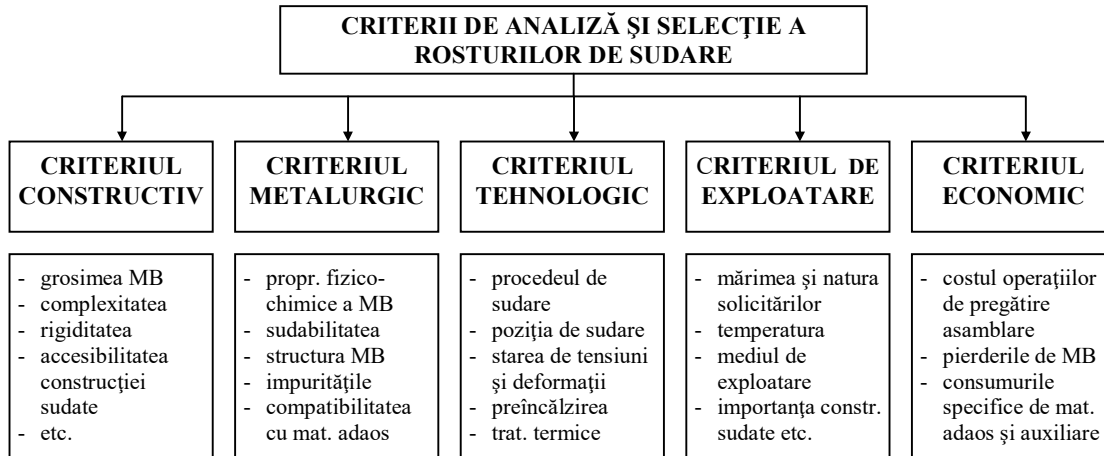 CRITERII DE ANALIZĂ ŞI SELECŢIE A
ROSTURILOR DE SUDARE
CRITERIUL
CONSTRUCTIV
CRITERIUL
METALURGIC
CRITERIUL
TEHNOLOGIC
CRITERIUL DE
EXPLOATARE
CRITERIUL
ECONOMIC
- grosimea MB
- complexitatea
- rigiditatea
- accesibilitatea
construcţiei
sudate
- etc.
- propr. fizico-
chimice a MB
- sudabilitatea
- structura MB
- impurităţile
- compatibilitatea
cu mat. adaos
- procedeul de
sudare
- poziţia de sudare
- starea de tensiuni
şi deformaţii
- preîncălzirea
- trat. termice
- mărimea şi natura
solicitărilor
- temperatura
- mediul de
exploatare
- importanţa constr.
sudate etc.
- costul operaţiilor
de pregătire
asamblare
- pierderile de MB
- consumurile
specifice de mat.
adaos şi auxiliare